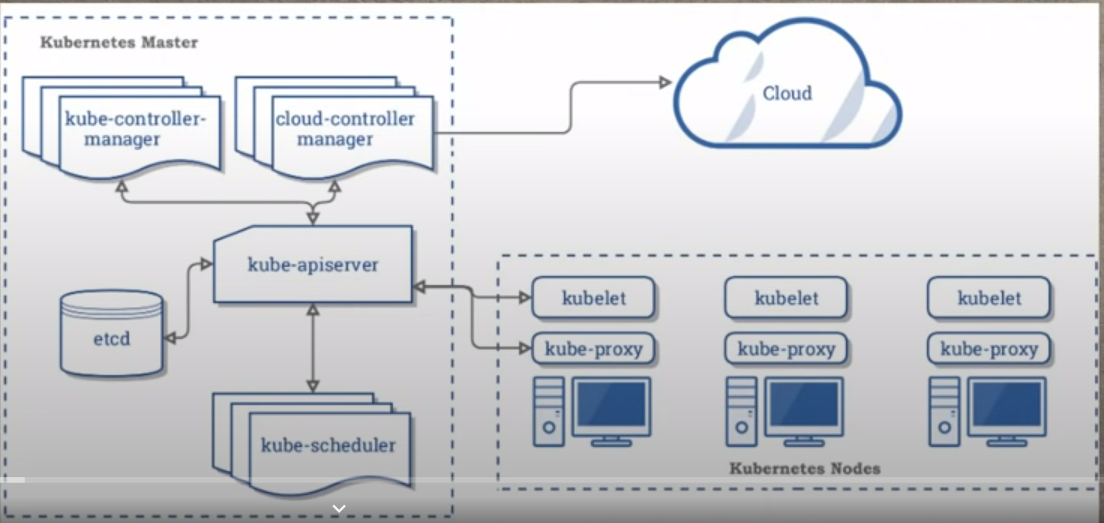 Kubernetes Master
kube-controller-
manager
cloud-controller
manager
Cloud
kube-apiserver
etcd
kube-scheduler
kubelet
kubelet
kubelet
kube-proxy
kube-proxy
kube-proxy
Kubernetes Nodes